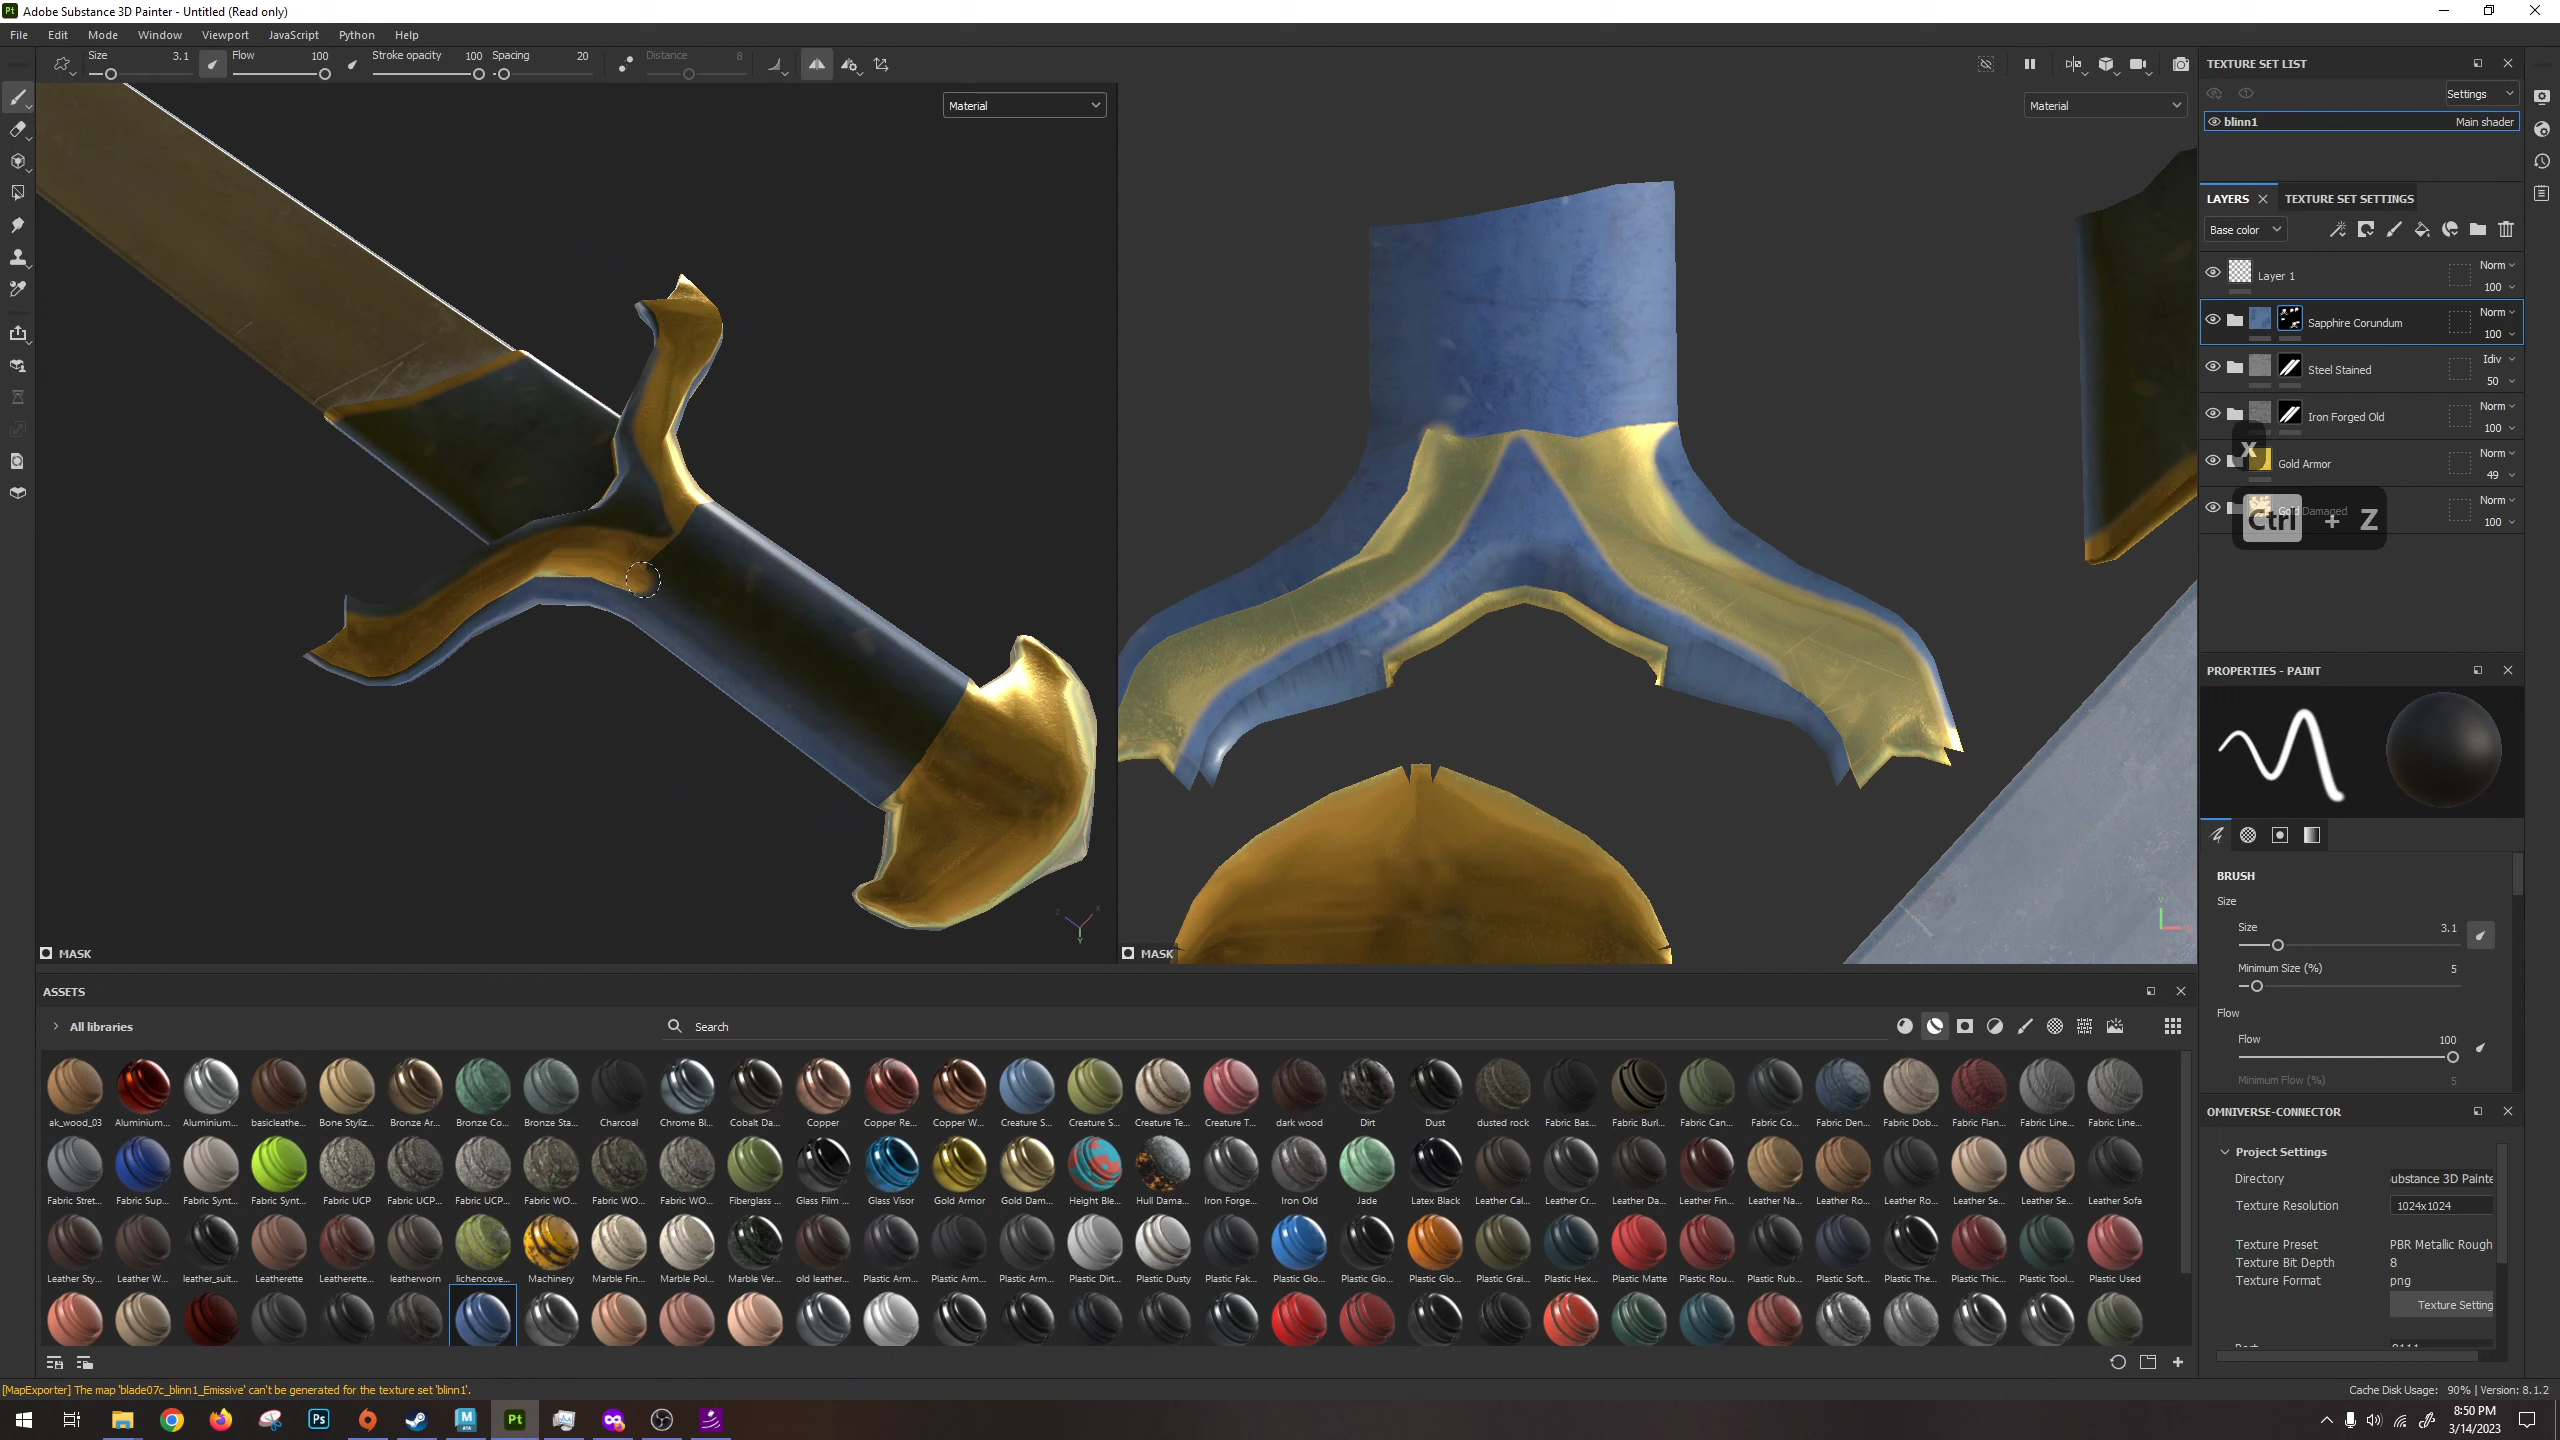 Adobe Substance 3D Painter - Untitled (Read only)
File Edit Mode Window Viewport JavaScript Python Help
Size 3.1 Flow 100 Stroke opacity 100 Spacing 20 Distance 8
Material
Material
TEXTURE SET LIST
Settings
blinn1 Main shader
LAYERS TEXTURE SET SETTINGS
Base color
Layer 1 Norm 100
Sapphire Corundum Norm 100
Steel Stained Idiv 50
Iron Forged Old Norm 100
Gold Armor Norm 49
Gold Damaged Norm 100
X
Ctrl + Z
MASK
MASK
PROPERTIES - PAINT
BRUSH
Size
Size 3.1
Minimum Size (%) 5
Flow
Flow 100
Minimum Flow (%) 5
OMNIVERSE-CONNECTOR
Project Settings
Directory ubstance 3D Painte
Texture Resolution 1024x1024
Texture Preset PBR Metallic Rough
Texture Bit Depth 8
Texture Format png
Texture Setting
ASSETS
All libraries
Search
ak_wood_03 Aluminium... Aluminium... basicleathe... Bone Styliz... Bronze Ar... Bronze Co... Bronze Sta... Charcoal Chrome Bl... Cobalt Da... Copper Copper Re... Copper W... Creature S... Creature S... Creature Te... Creature T... dark wood Dirt Dust dusted rock Fabric Bas... Fabric Burl... Fabric Can... Fabric Co... Fabric Den... Fabric Dob... Fabric Flan... Fabric Line... Fabric Line...
Fabric Stret... Fabric Sup... Fabric Synt... Fabric Synt... Fabric UCP Fabric UCP... Fabric UCP... Fabric WO... Fabric WO... Fabric WO... Fiberglass ... Glass Film ... Glass Visor Gold Armor Gold Dam... Height Ble... Hull Dama... Iron Forge... Iron Old Jade Latex Black Leather Cal... Leather Cr... Leather Da... Leather Fin... Leather Na... Leather Ro... Leather Ro... Leather Se... Leather Se... Leather Sofa
Leather Sty... Leather W... leather_suit... Leatherette Leatherette... leatherworn lichencove... Machinery Marble Fin... Marble Pol... Marble Ver... old leather... Plastic Arm... Plastic Arm... Plastic Arm... Plastic Dirt... Plastic Dusty Plastic Fak... Plastic Glo... Plastic Glo... Plastic Glo... Plastic Grai... Plastic Hex... Plastic Matte Plastic Rou... Plastic Rub... Plastic Soft... Plastic The... Plastic Thic... Plastic Tool... Plastic Used
[MapExporter] The map 'blade07c_blinn1_Emissive' can't be generated for the texture set 'blinn1'.
Cache Disk Usage: 90% | Version: 8.1.2
8:50 PM
3/14/2023